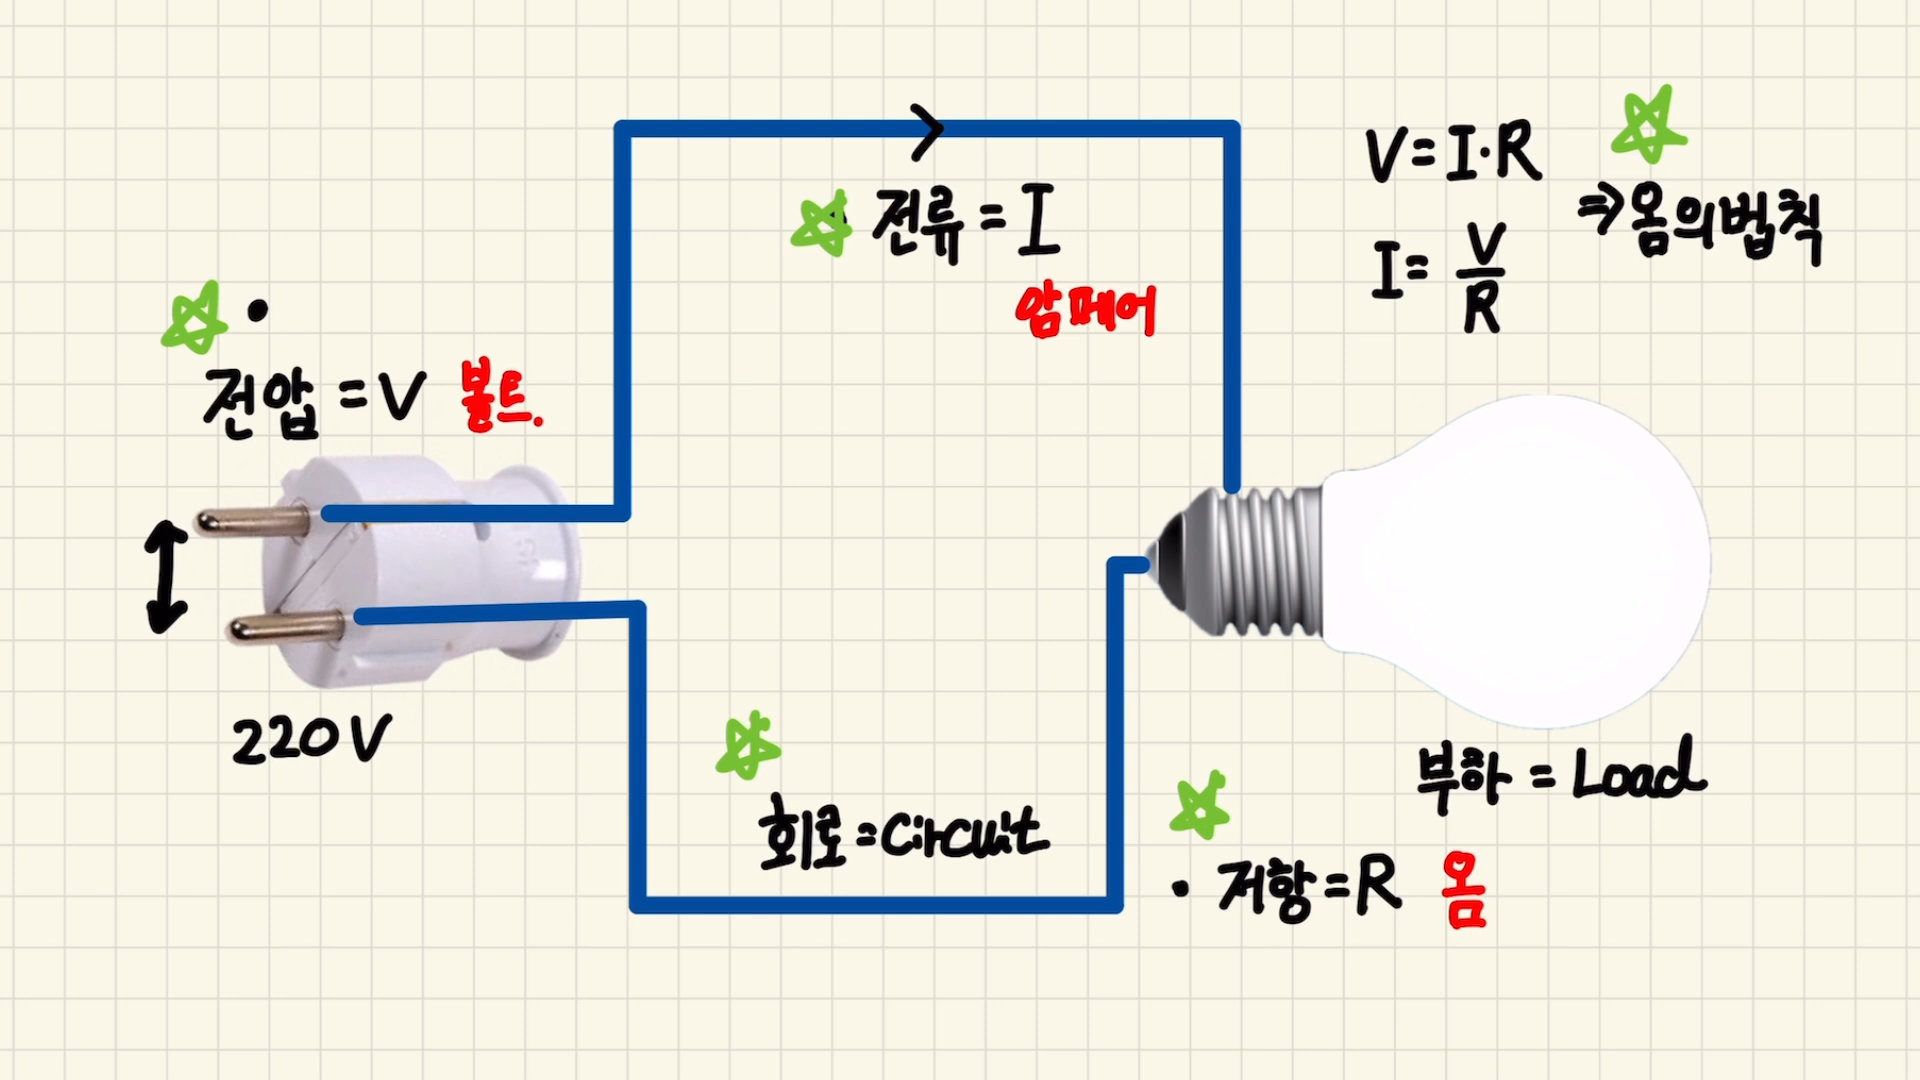 V=I·R
⇒옴의법칙
I=V/R
전류=I
암페어
전압=V 볼트.
220V
회로=Circuit
부하=Load
·저항=R 옴